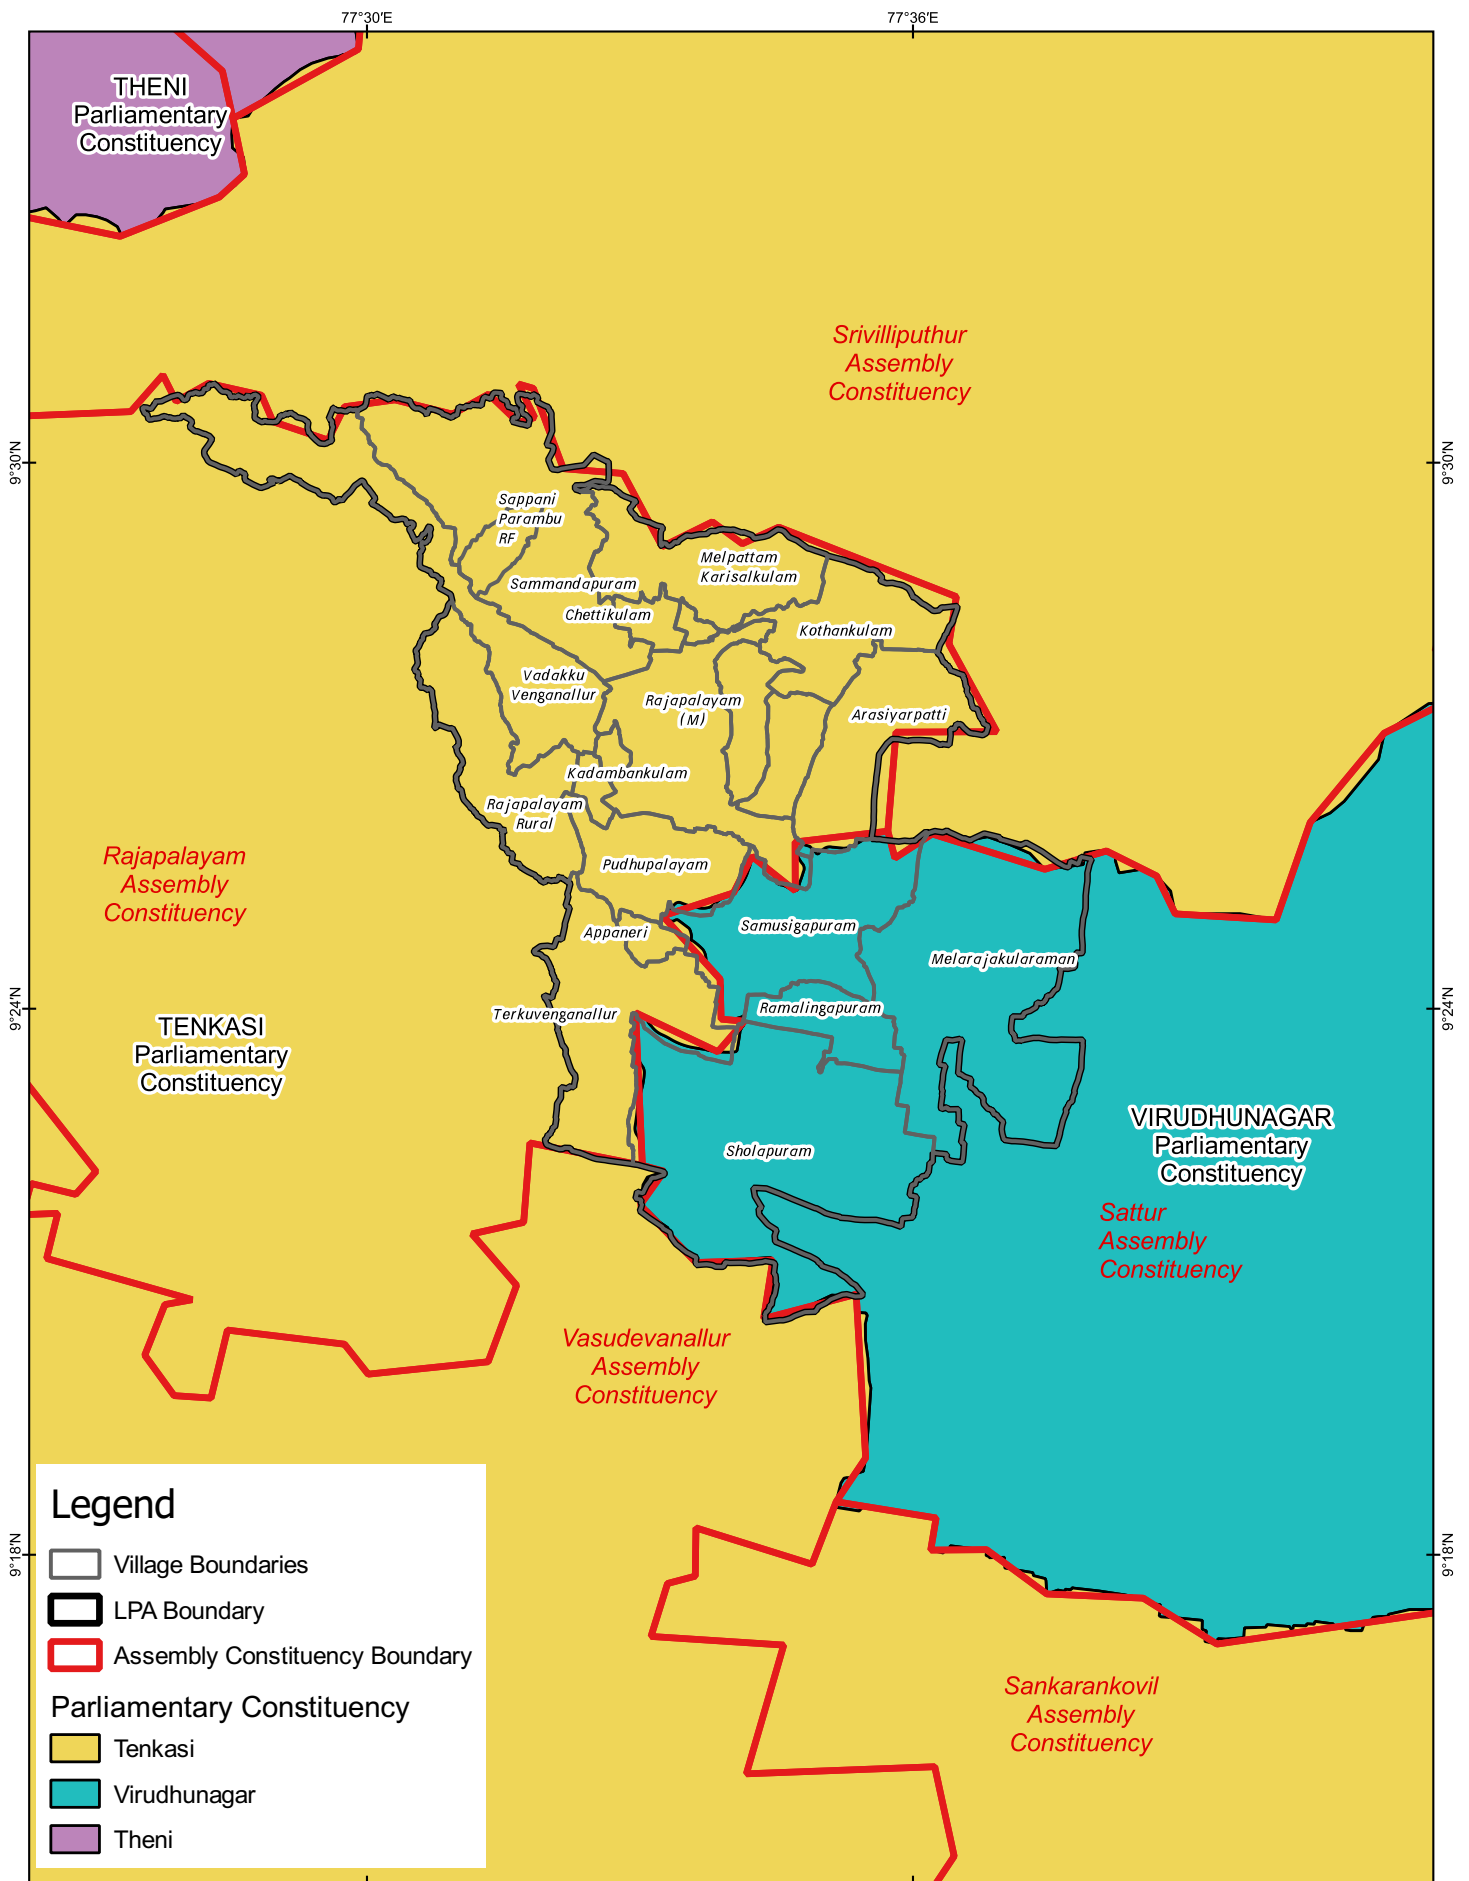 77°30'E
77°36'E
THENI
Parliamentary
Constituency
Srivilliputhur
Assembly
Constituency
9°30'N
9°30'N
Sappani
Parambu
RF
Melpattam
Karisalkulam
Sammandapuram
Chettikulam
Kothankulam
Vadakku
Venganallur
Rajapalayam
(M)
Arasiyarpatti
Kadambankulam
Rajapalayam
Rural
Rajapalayam
Assembly
Constituency
Pudhupalayam
Appaneri
Samusigapuram
Melarajakularaman
Terkuvenganallur
Ramalingapuram
9°24'N
9°24'N
TENKASI
Parliamentary
Constituency
VIRUDHUNAGAR
Parliamentary
Constituency
Sholapuram
Sattur
Assembly
Constituency
Vasudevanallur
Assembly
Constituency
Legend
Village Boundaries
LPA Boundary
Assembly Constituency Boundary
Parliamentary Constituency
Tenkasi
Virudhunagar
Theni
9°18'N
9°18'N
Sankarankovil
Assembly
Constituency